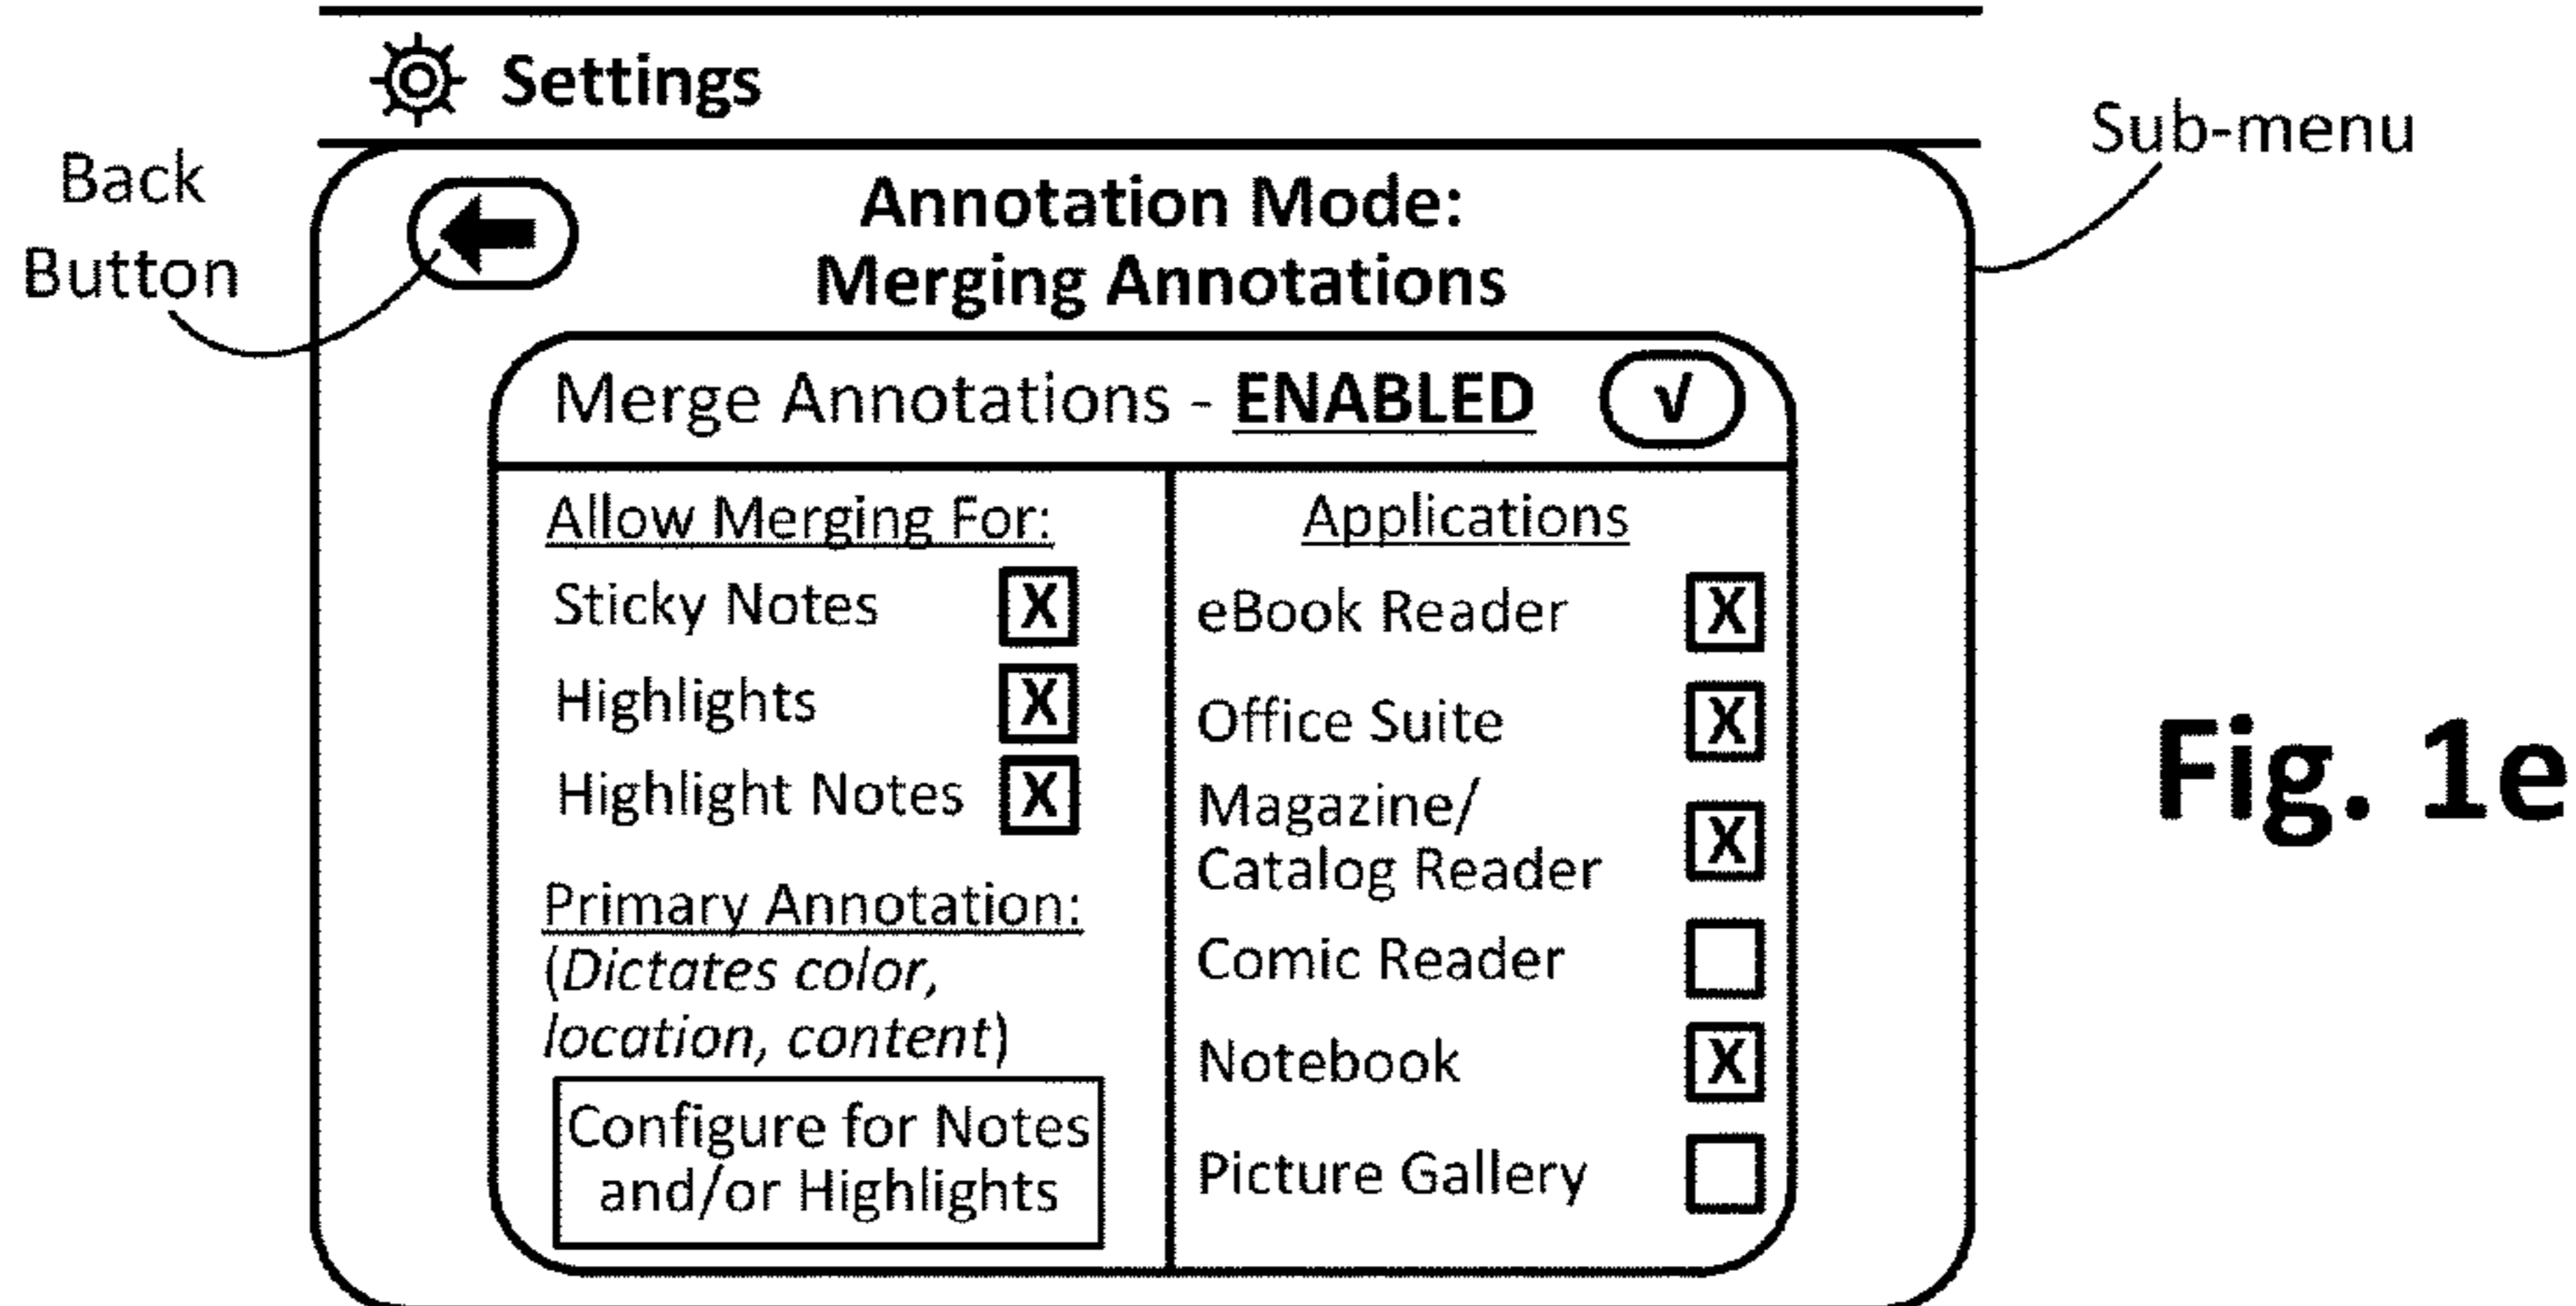 Settings
Back
Button
Sub-menu
Annotation Mode:
Merging Annotations
Merge Annotations - ENABLED √
Allow Merging For:
Sticky Notes X
Highlights X
Highlight Notes X
Primary Annotation:
(Dictates color,
location, content)
Configure for Notes
and/or Highlights
Applications
eBook Reader X
Office Suite X
Magazine/
Catalog Reader X
Comic Reader
Notebook X
Picture Gallery
Fig. 1e